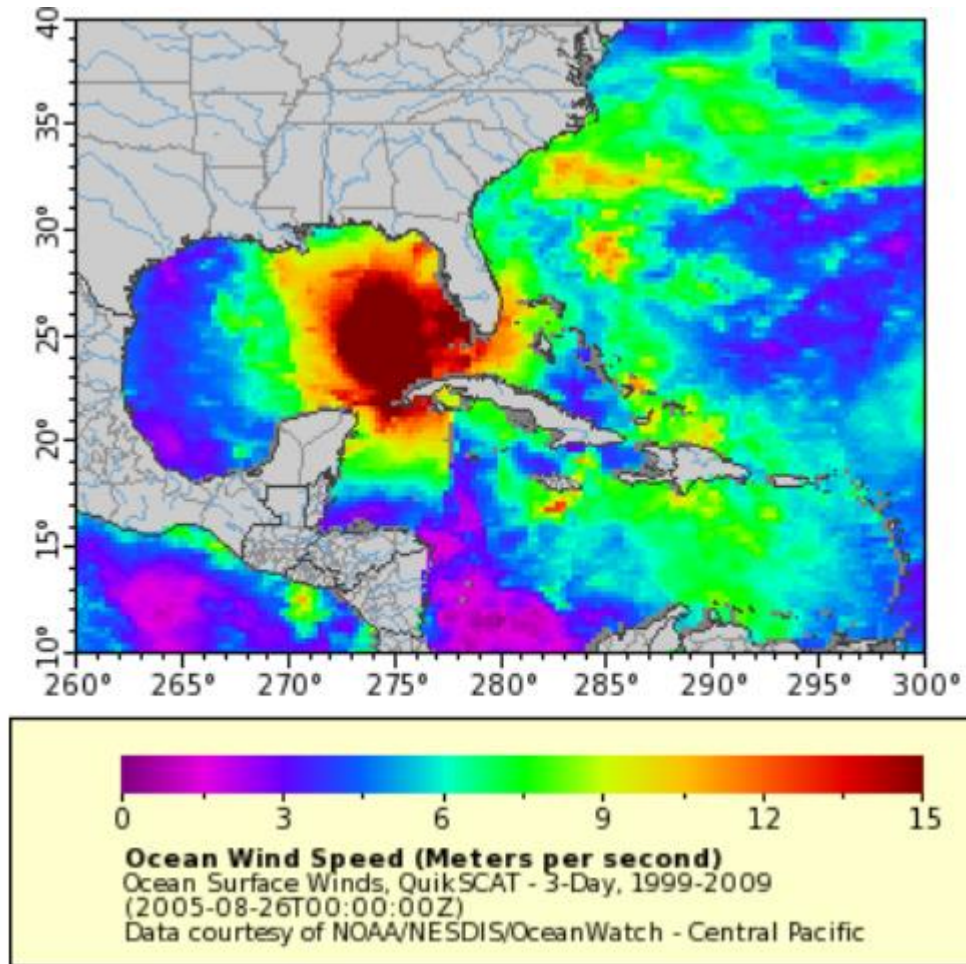 40
35°
30°
25°
20°
15°
10°
260° 265° 270° 275° 280° 285° 290° 295° 300°
0 3 6 9 12 15
Ocean Wind Speed (Meters per second)
Ocean Surface Winds, QuikSCAT - 3-Day, 1999-2009
(2005-08-26T00:00:00Z)
Data courtesy of NOAA/NESDIS/OceanWatch - Central Pacific